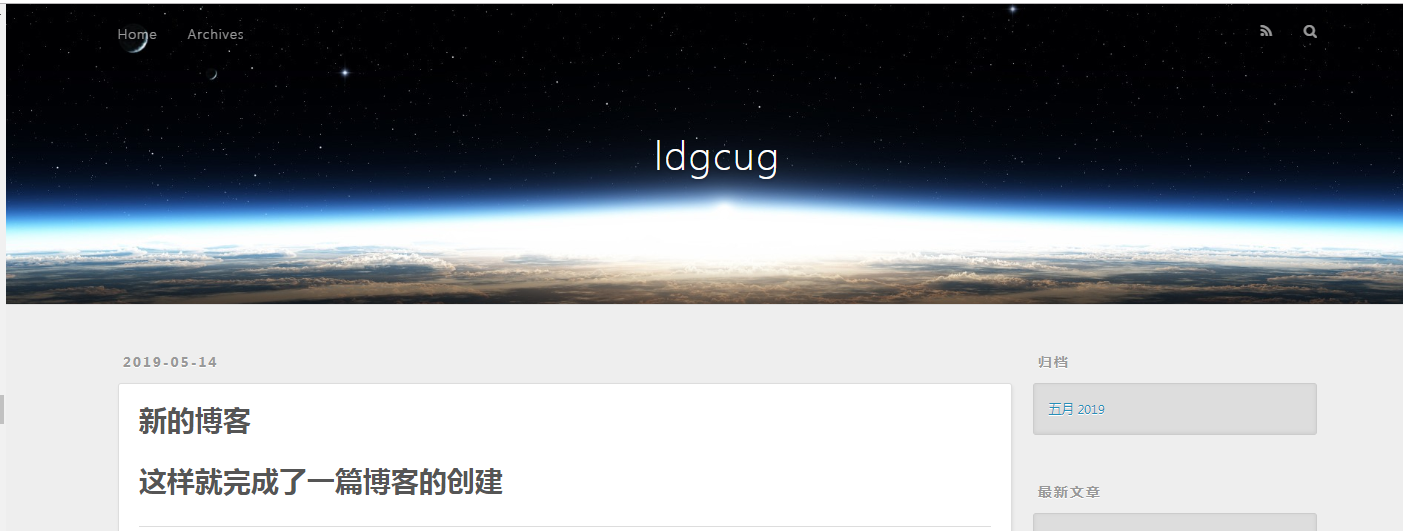 Home Archives
ldgcug
2019-05-14
新的博客
这样就完成了一篇博客的创建
归档
五月 2019
最新文章